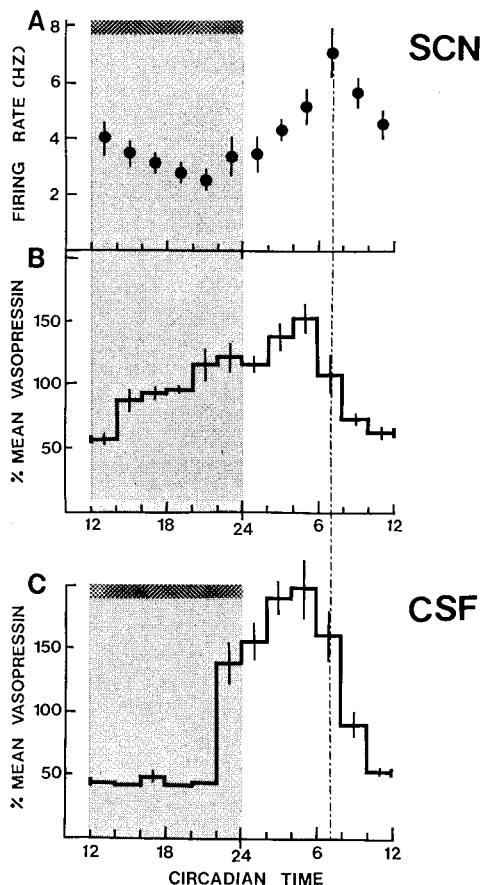 A
SCN
FIRING RATE (HZ)
8
6
4
2
B
% MEAN VASOPRESSIN
150
100
50
12 18 24 6 12
C
CSF
% MEAN VASOPRESSIN
150
100
50
12 18 24 6 12
CIRCADIAN TIME